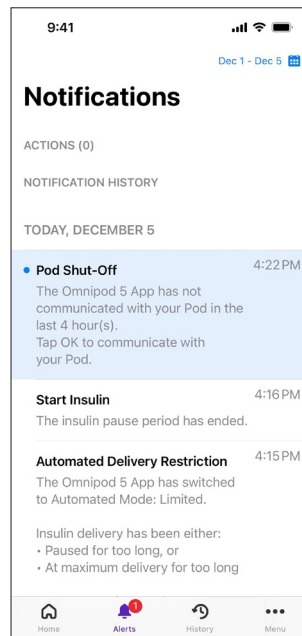 9:41
Dec 1 - Dec 5
Notifications
ACTIONS (0)
NOTIFICATION HISTORY
TODAY, DECEMBER 5
Pod Shut-Off 4:22 PM
The Omnipod 5 App has not
communicated with your Pod in the
last 4 hour(s).
Tap OK to communicate with
your Pod.
Start Insulin 4:16 PM
The insulin pause period has ended.
Automated Delivery Restriction 4:15 PM
The Omnipod 5 App has switched
to Automated Mode: Limited.
Insulin delivery has been either:
• Paused for too long, or
• At maximum delivery for too long
1
Home Alerts History Menu